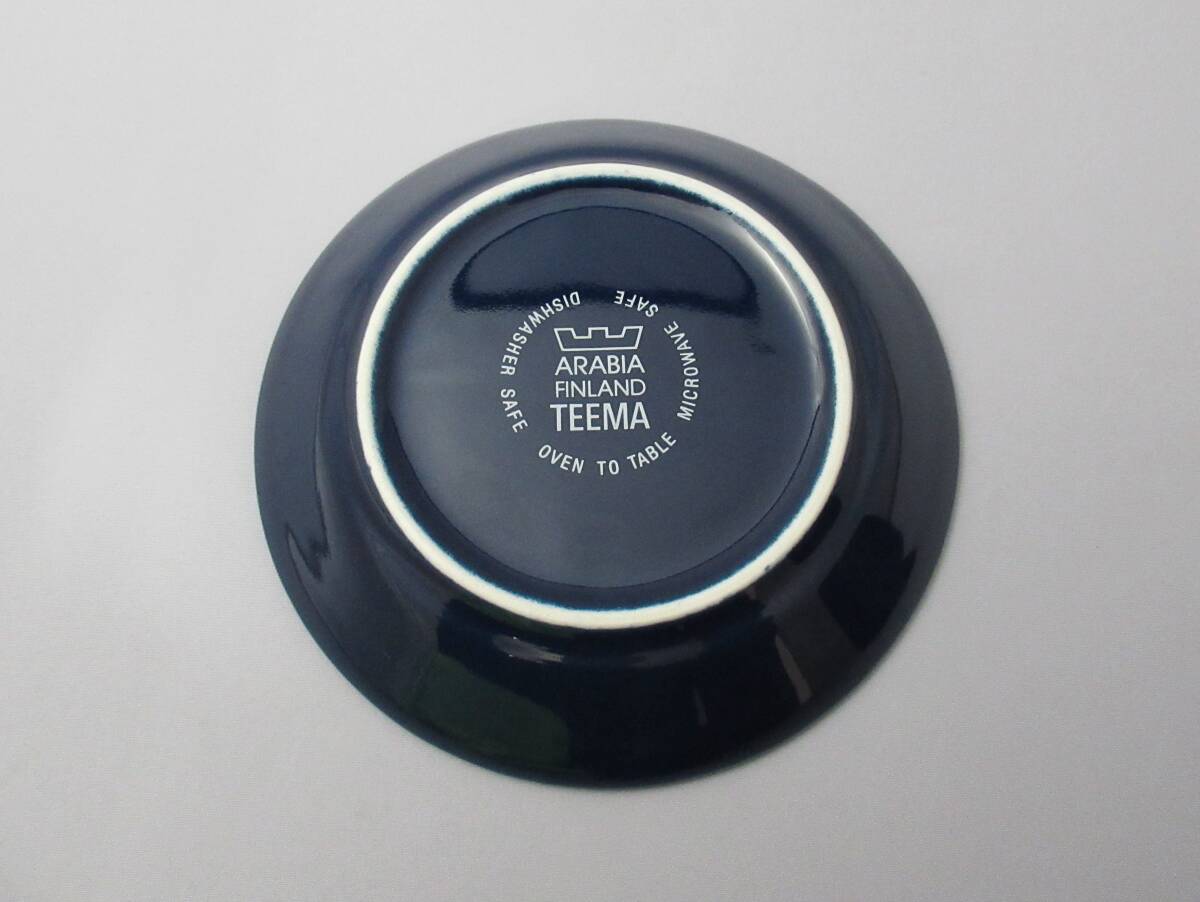 ARABIA
FINLAND
TEEMA
DISHWASHER SAFE OVEN TO TABLE MICROWAVE SAFE